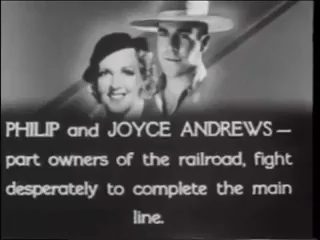 PHILIP and JOYCE ANDREWS—
part owners of the railroad, fight
desperately to complete the main
line.